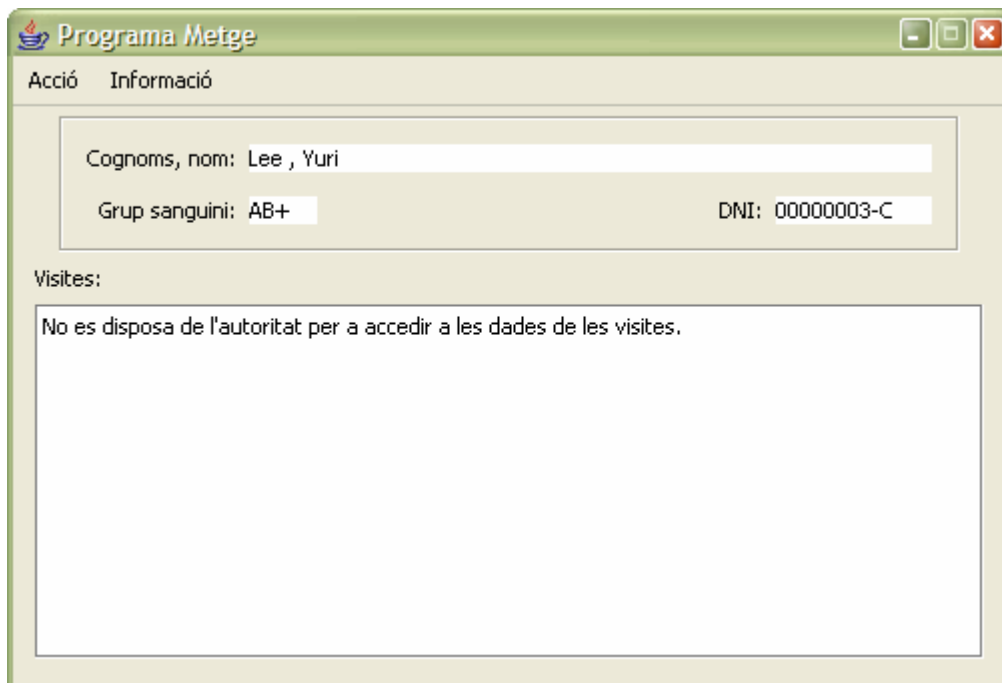 Programa Metge
Acció Informació
Cognoms, nom: Lee , Yuri
Grup sanguini: AB+ DNI: 00000003-C
Visites:
No es disposa de l'autoritat per a accedir a les dades de les visites.